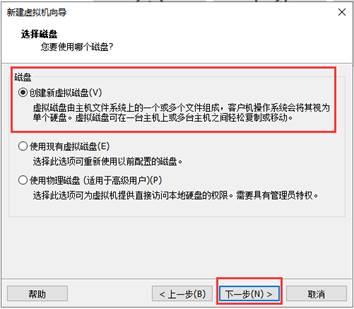 新建虚拟机向导
选择磁盘
您要使用哪个磁盘?
磁盘
创建新虚拟磁盘(V)
虚拟磁盘由主机文件系统上的一个或多个文件组成，客户机操作系统会将其视为
单个硬盘。虚拟磁盘可在一台主机上或多台主机之间轻松复制或移动。
使用现有虚拟磁盘(E)
选择此选项可重新使用以前配置的磁盘。
使用物理磁盘 (适用于高级用户)(P)
选择此选项可为虚拟机提供直接访问本地硬盘的权限。需要具有管理员特权。
帮助
< 上一步(B)
下一步(N) >
取消